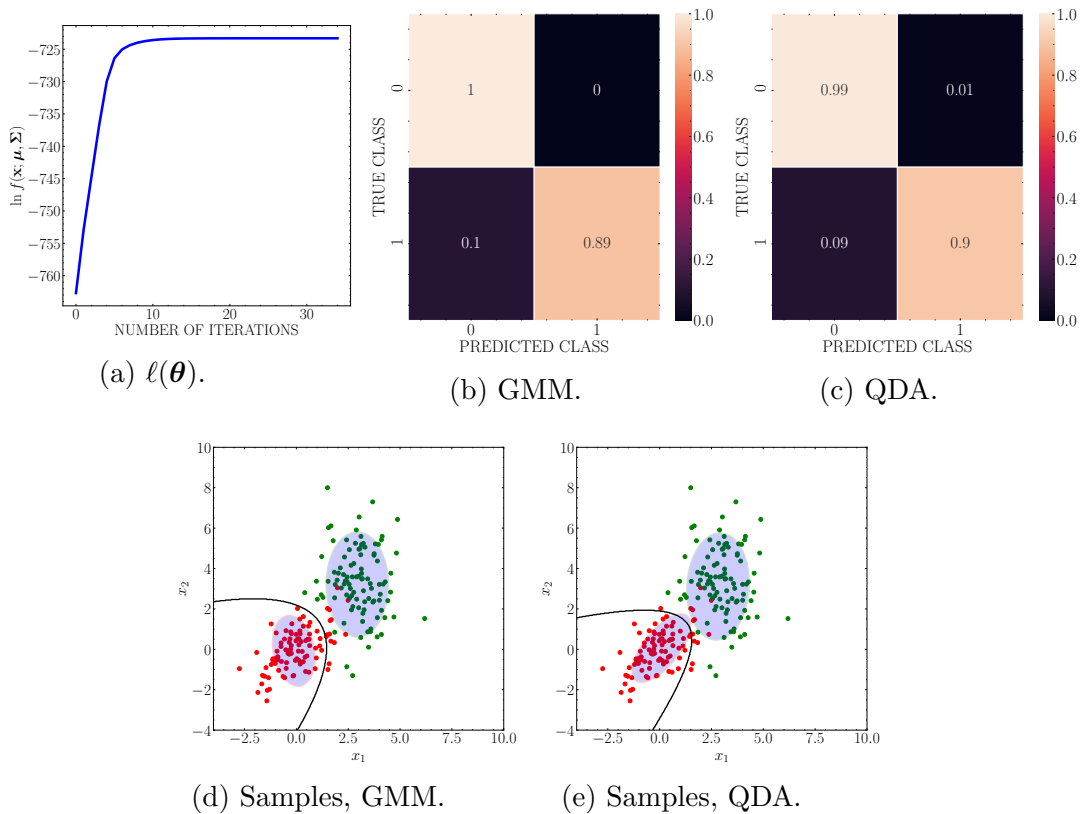 −725
−730
−735
−740
−745
−750
−755
−760
ln f(x; μ, Σ)
0 10 20 30
NUMBER OF ITERATIONS
(a) ℓ(θ).
TRUE CLASS
0
1
1 0
0.1 0.89
0 1
PREDICTED CLASS
1.0
0.8
0.6
0.4
0.2
0.0
(b) GMM.
TRUE CLASS
0
1
0.99 0.01
0.09 0.9
0 1
PREDICTED CLASS
1.0
0.8
0.6
0.4
0.2
0.0
(c) QDA.
10
8
6
4
2
0
−2
−4
x2
−2.5 0.0 2.5 5.0 7.5 10.0
x1
(d) Samples, GMM.
10
8
6
4
2
0
−2
−4
x2
−2.5 0.0 2.5 5.0 7.5 10.0
x1
(e) Samples, QDA.